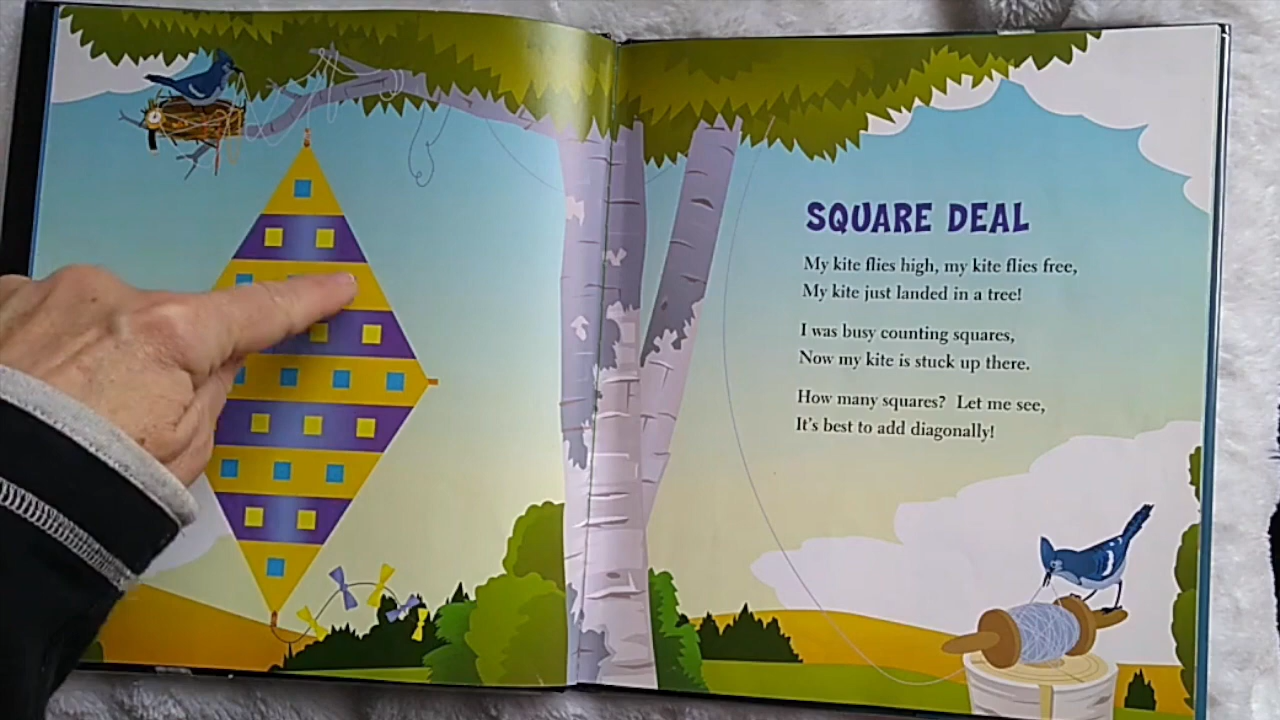 SQUARE DEAL
My kite flies high, my kite flies free,
My kite just landed in a tree!
I was busy counting squares,
Now my kite is stuck up there.
How many squares? Let me see,
It's best to add diagonally!